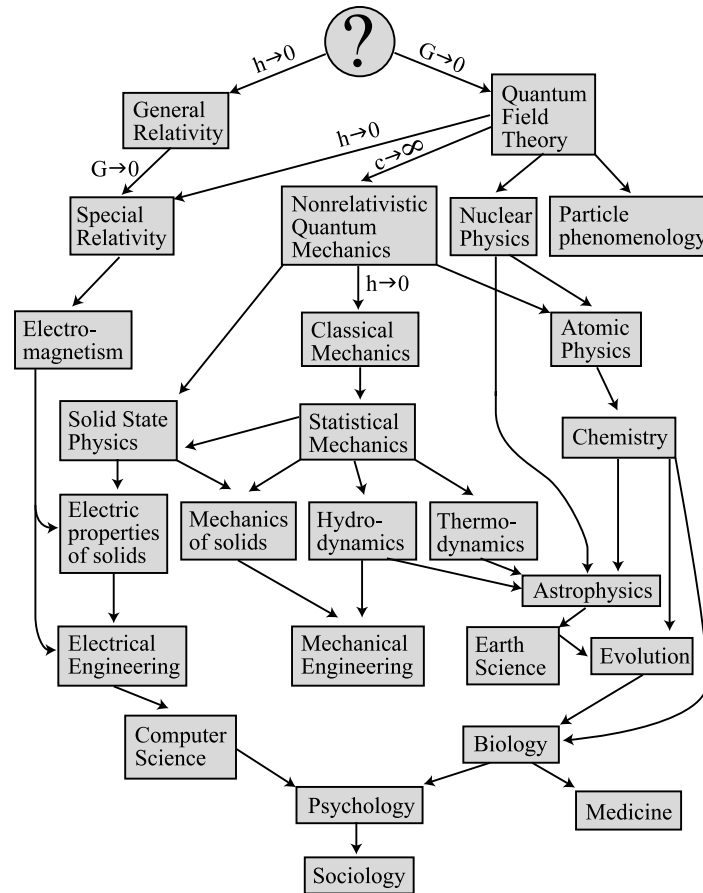 ?
h→0
G→0
General
Relativity
Quantum
Field
Theory
h→0
c→∞
G→0
Special
Relativity
Nonrelativistic
Quantum
Mechanics
Nuclear
Physics
Particle
phenomenology
h→0
Electro-
magnetism
Classical
Mechanics
Atomic
Physics
Solid State
Physics
Statistical
Mechanics
Chemistry
Electric
properties
of solids
Mechanics
of solids
Hydro-
dynamics
Thermo-
dynamics
Astrophysics
Electrical
Engineering
Mechanical
Engineering
Earth
Science
Evolution
Computer
Science
Biology
Psychology
Medicine
Sociology